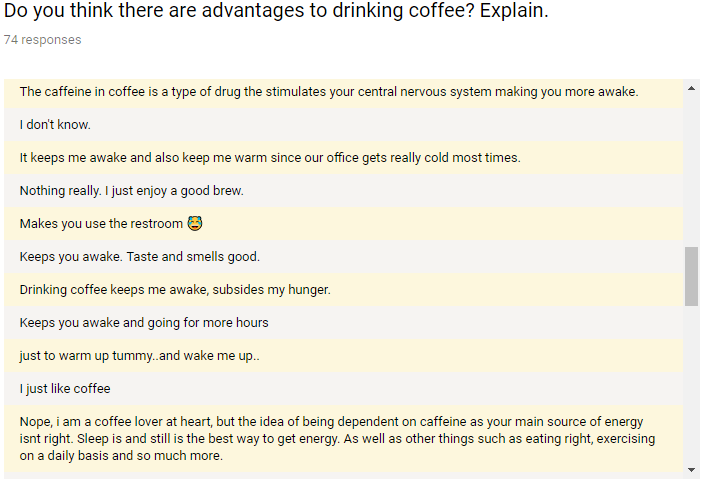 Do you think there are advantages to drinking coffee? Explain.
74 responses
The caffeine in coffee is a type of drug the stimulates your central nervous system making you more awake.
I don't know.
It keeps me awake and also keep me warm since our office gets really cold most times.
Nothing really. I just enjoy a good brew.
Makes you use the restroom 😅
Keeps you awake. Taste and smells good.
Drinking coffee keeps me awake, subsides my hunger.
Keeps you awake and going for more hours
just to warm up tummy..and wake me up..
I just like coffee
Nope, i am a coffee lover at heart, but the idea of being dependent on caffeine as your main source of energy
isnt right. Sleep is and still is the best way to get energy. As well as other things such as eating right, exercising
on a daily basis and so much more.